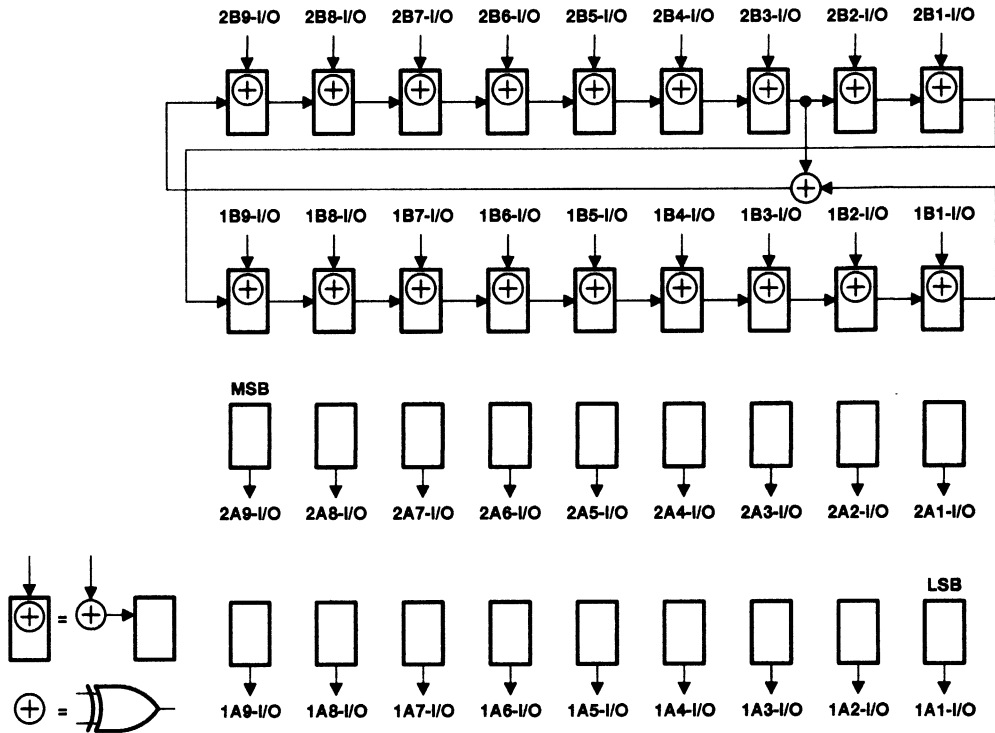 2B9-I/O 2B8-I/O 2B7-I/O 2B6-I/O 2B5-I/O 2B4-I/O 2B3-I/O 2B2-I/O 2B1-I/O
1B9-I/O 1B8-I/O 1B7-I/O 1B6-I/O 1B5-I/O 1B4-I/O 1B3-I/O 1B2-I/O 1B1-I/O
MSB
2A9-I/O 2A8-I/O 2A7-I/O 2A6-I/O 2A5-I/O 2A4-I/O 2A3-I/O 2A2-I/O 2A1-I/O
LSB
=
=
1A9-I/O 1A8-I/O 1A7-I/O 1A6-I/O 1A5-I/O 1A4-I/O 1A3-I/O 1A2-I/O 1A1-I/O